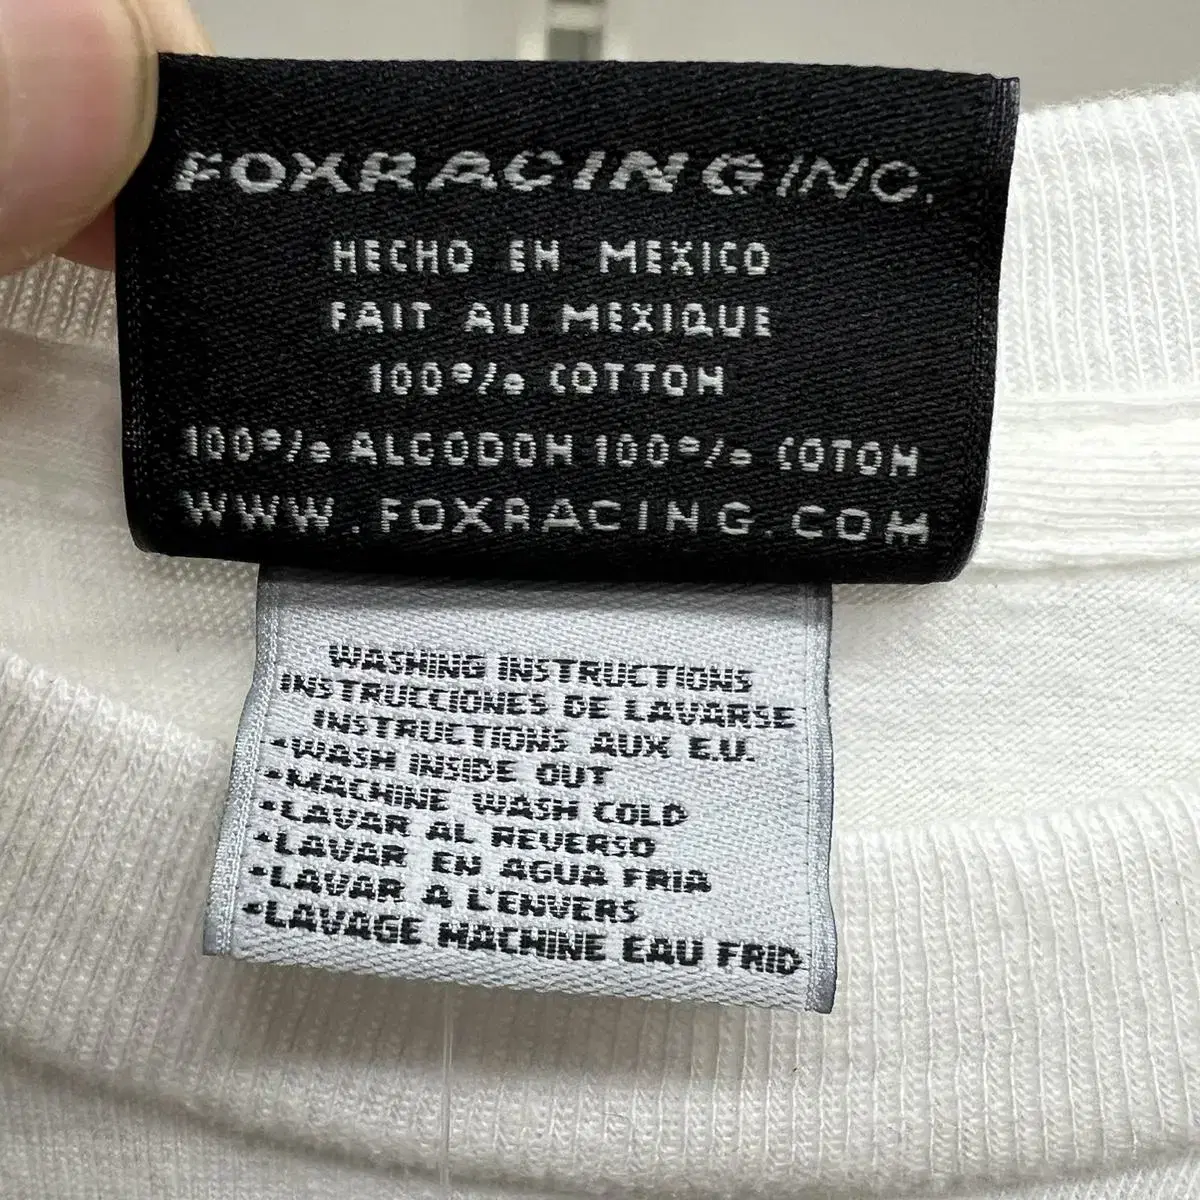 FOXRACING INC.
HECHO EN MEXICO
FAIT AU MEXIQUE
100% COTTON
100% ALGODON 100% COTON
WWW.FOXRACING.COM
WASHING INSTRUCTIONS
INSTRUCCIONES DE LAVARSE
INSTRUCTIONS AUX E.U.
•WASH INSIDE OUT
•MACHINE WASH COLD
•LAVAR AL REVERSO
•LAVAR EN AGUA FRIA
•LAVAR A L'ENVERS
•LAVAGE MACHINE EAU FRID